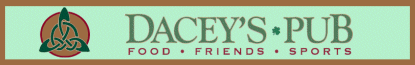 DACEY'S PUB
FOOD • FRIENDS • SPORTS